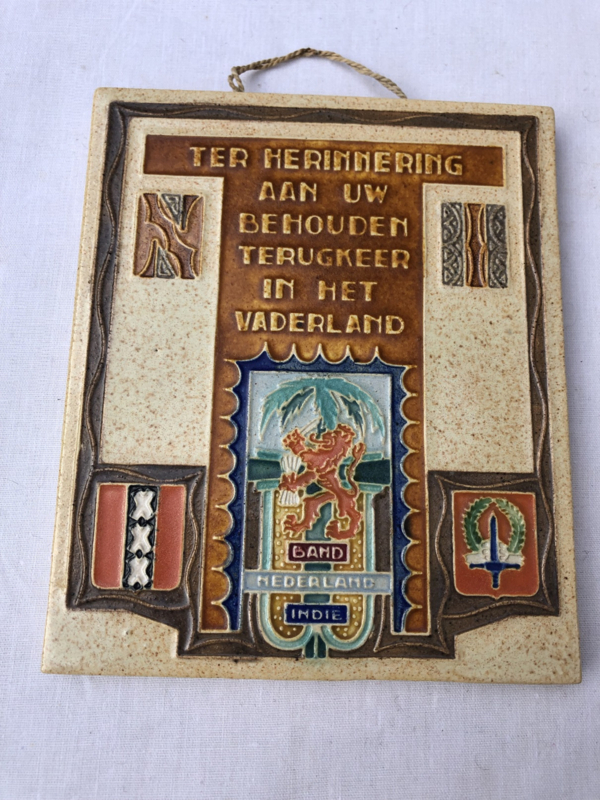 TER HERINNERING
AAN UW
BEHOUDEN
TERUGKEER
IN HET
VADERLAND
BAND
NEDERLAND
INDIE